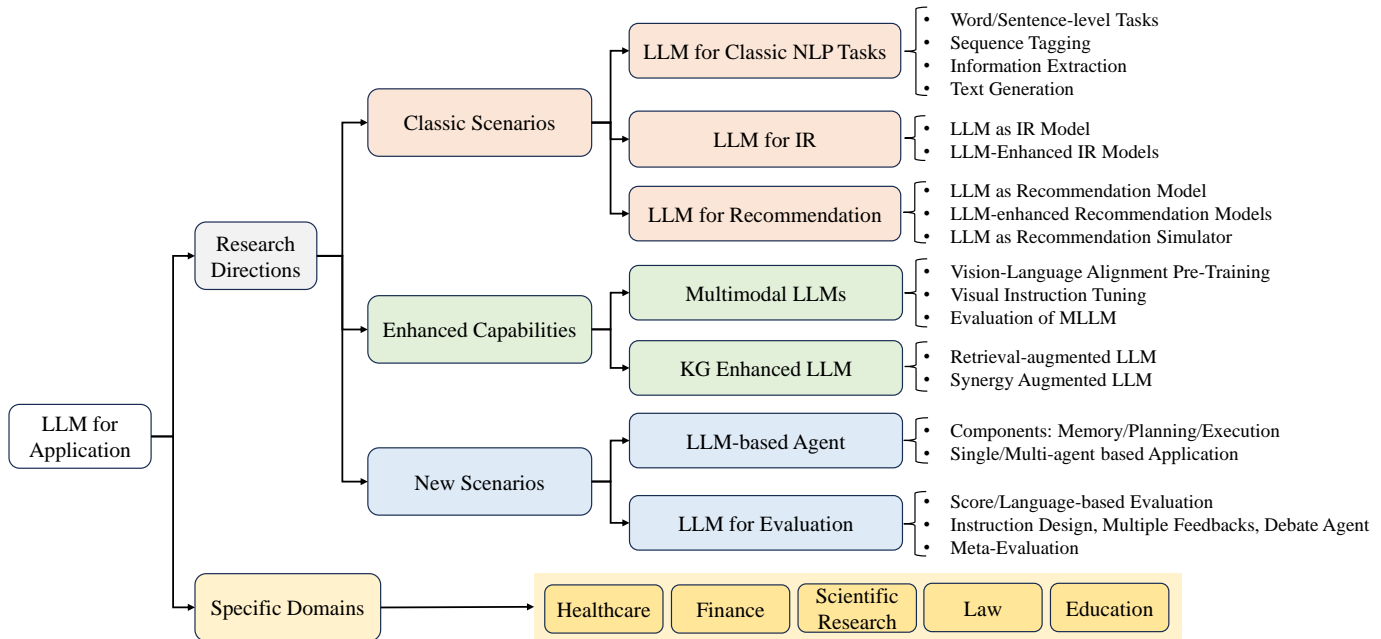 LLM for
Application
Research
Directions
Specific Domains
Classic Scenarios
Enhanced Capabilities
New Scenarios
LLM for Classic NLP Tasks
• Word/Sentence-level Tasks
• Sequence Tagging
• Information Extraction
• Text Generation
LLM for IR
• LLM as IR Model
• LLM-Enhanced IR Models
LLM for Recommendation
• LLM as Recommendation Model
• LLM-enhanced Recommendation Models
• LLM as Recommendation Simulator
Multimodal LLMs
• Vision-Language Alignment Pre-Training
• Visual Instruction Tuning
• Evaluation of MLLM
KG Enhanced LLM
• Retrieval-augmented LLM
• Synergy Augmented LLM
LLM-based Agent
• Components: Memory/Planning/Execution
• Single/Multi-agent based Application
LLM for Evaluation
• Score/Language-based Evaluation
• Instruction Design, Multiple Feedbacks, Debate Agent
• Meta-Evaluation
Healthcare
Finance
Scientific
Research
Law
Education